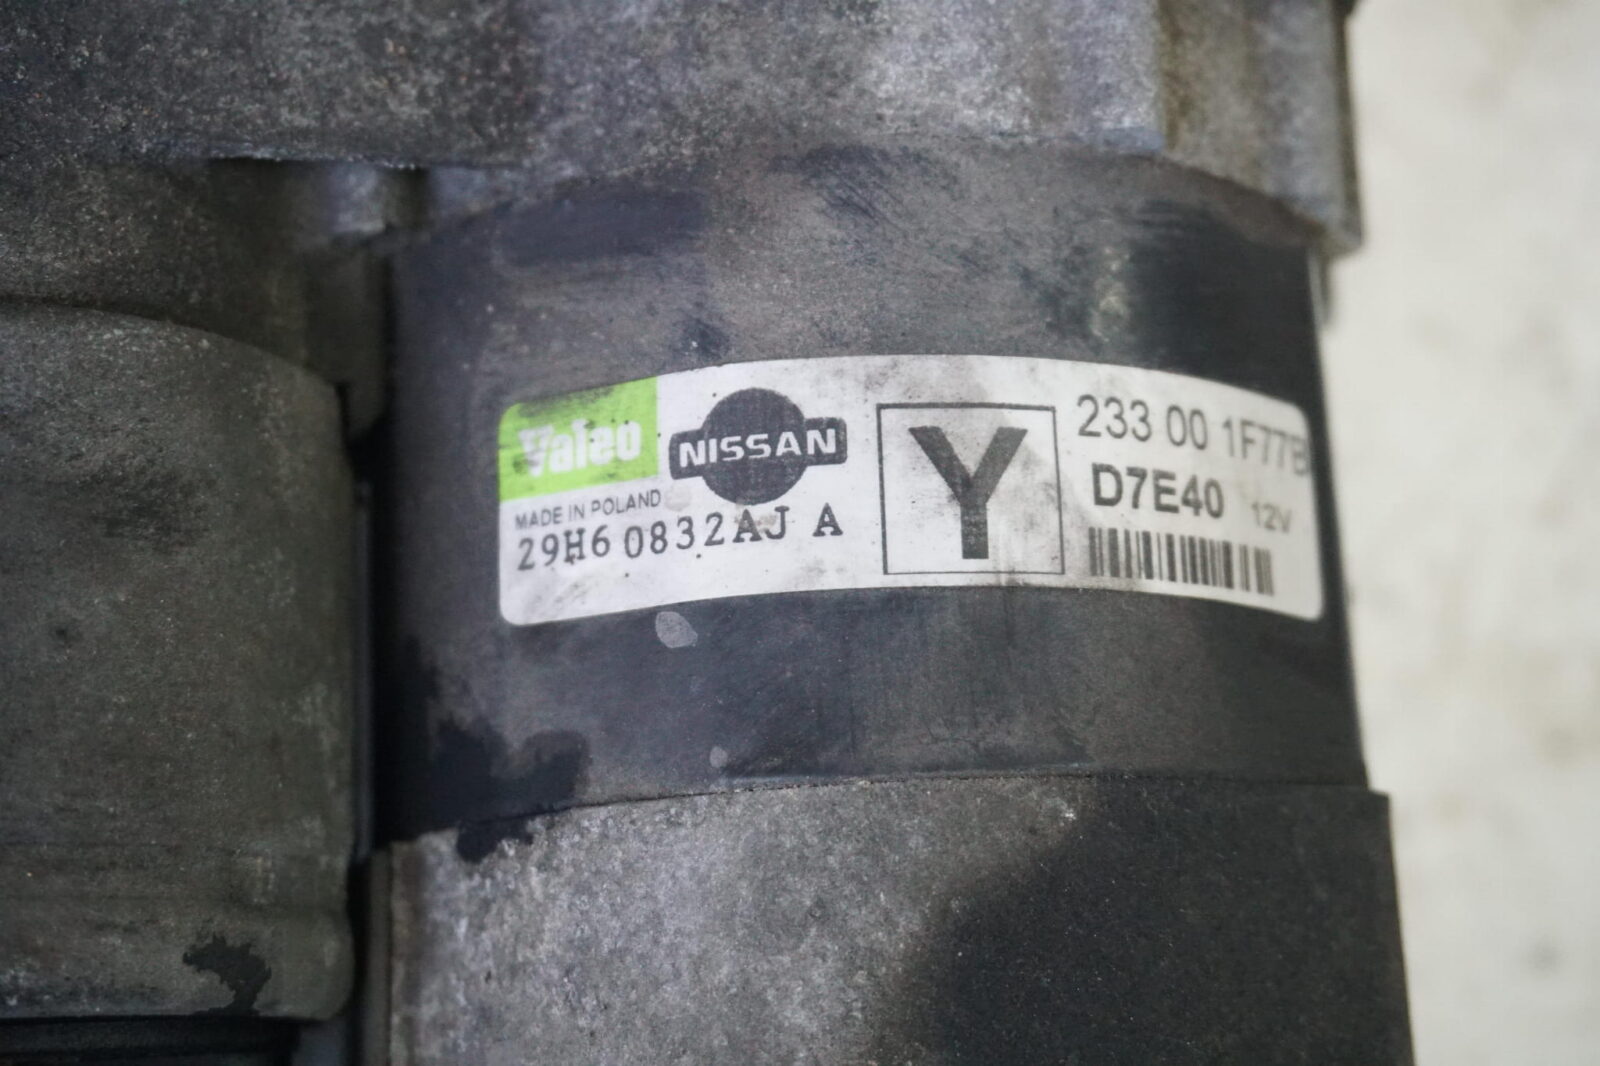 Valeo
NISSAN
MADE IN POLAND
29H6 0832AJ A
Y
233 00 1F77B
D7E40 12V